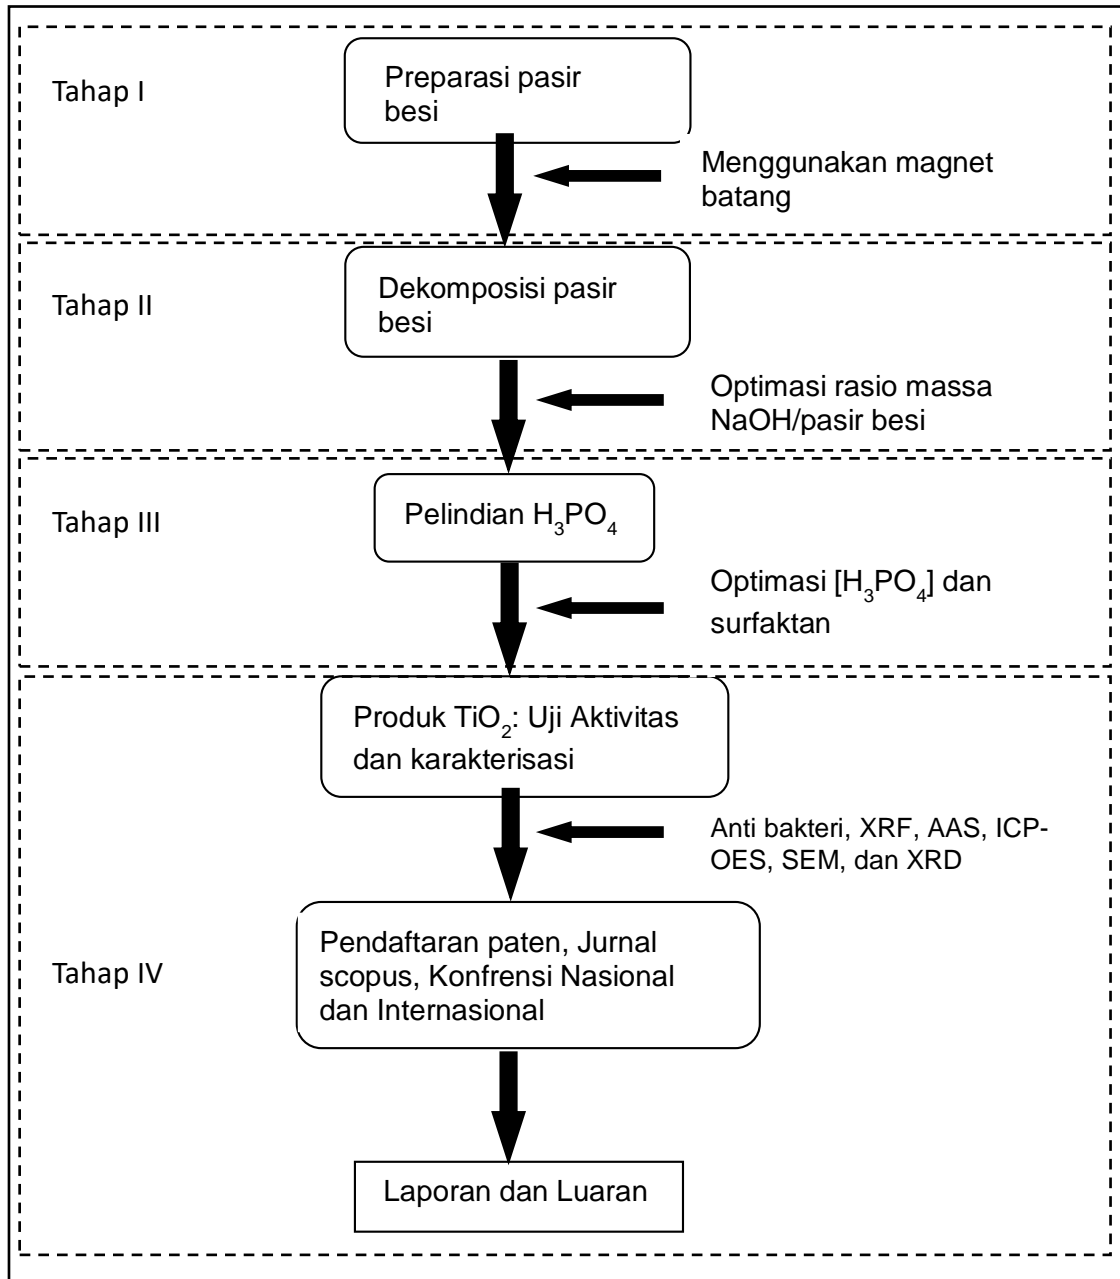 Tahap I
Preparasi pasir
besi
Menggunakan magnet
batang
Tahap II
Dekomposisi pasir
besi
Optimasi rasio massa
NaOH/pasir besi
Tahap III
Pelindian H₃PO₄
Optimasi [H₃PO₄] dan
surfaktan
Produk TiO₂: Uji Aktivitas
dan karakterisasi
Anti bakteri, XRF, AAS, ICP-
OES, SEM, dan XRD
Tahap IV
Pendaftaran paten, Jurnal
scopus, Konfrensi Nasional
dan Internasional
Laporan dan Luaran